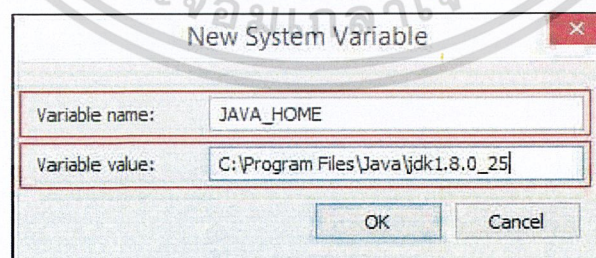 New System Variable
Variable name: JAVA_HOME
Variable value: C:\Program Files\Java\jdk1.8.0_25
OK Cancel